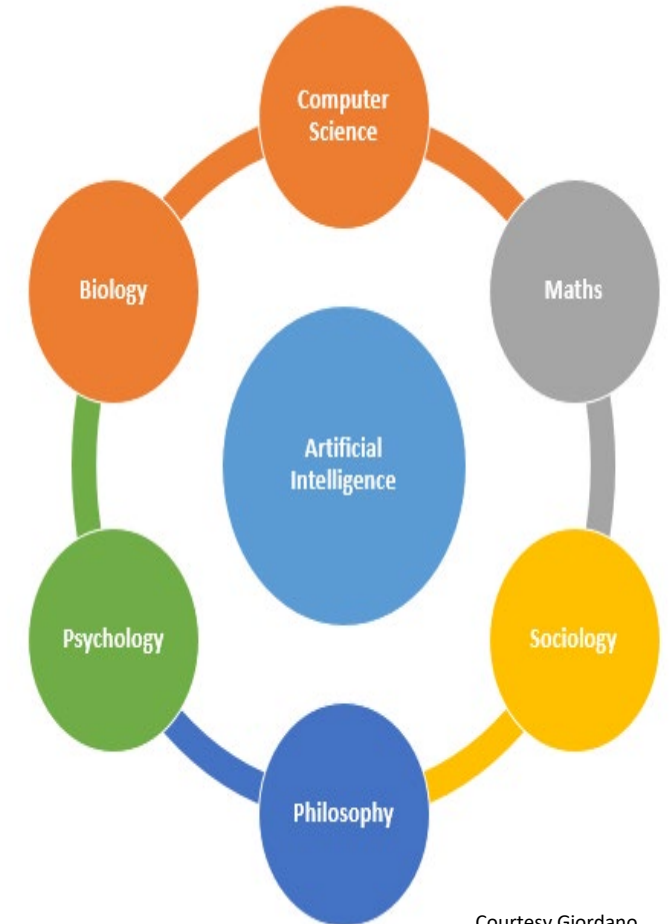 Computer
Science
Biology
Maths
Artificial
Intelligence
Psychology
Sociology
Philosophy
Courtesy Giordano